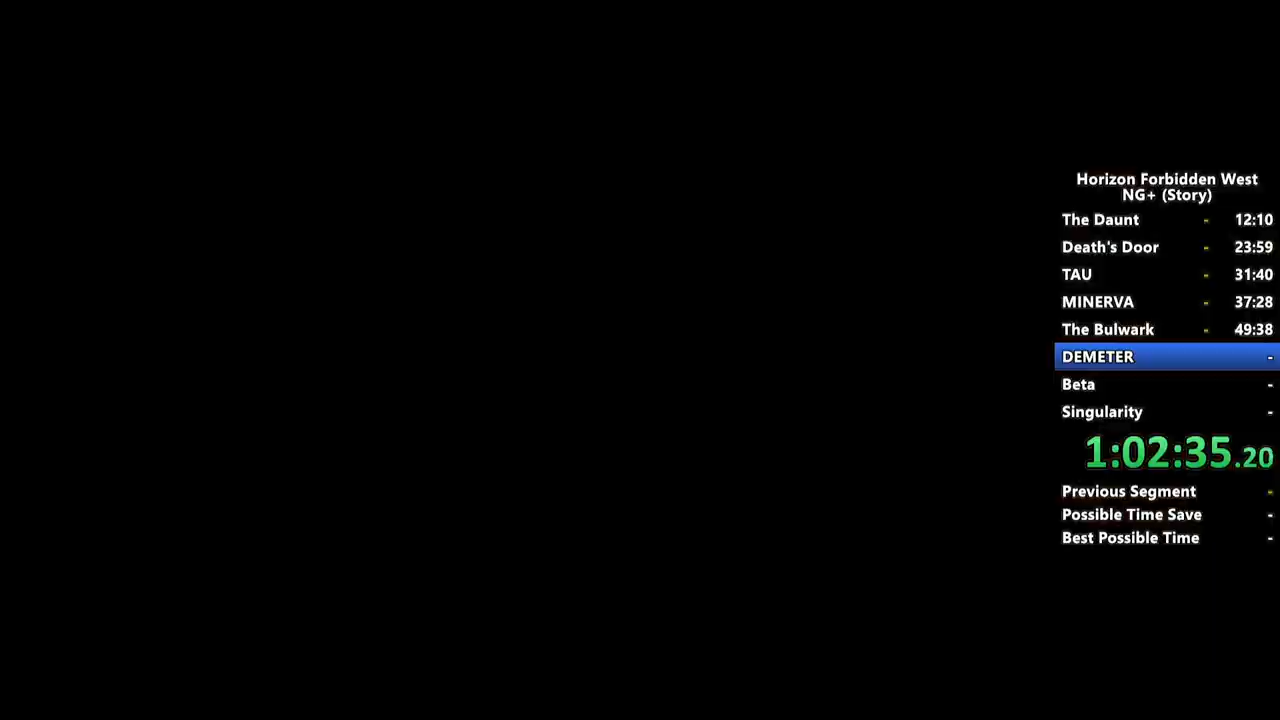 Horizon Forbidden West
NG+ (Story)
The Daunt - 12:10
Death's Door - 23:59
TAU - 31:40
MINERVA - 37:28
The Bulwark - 49:38
DEMETER -
Beta -
Singularity -
1:02:35.20
Previous Segment -
Possible Time Save -
Best Possible Time -